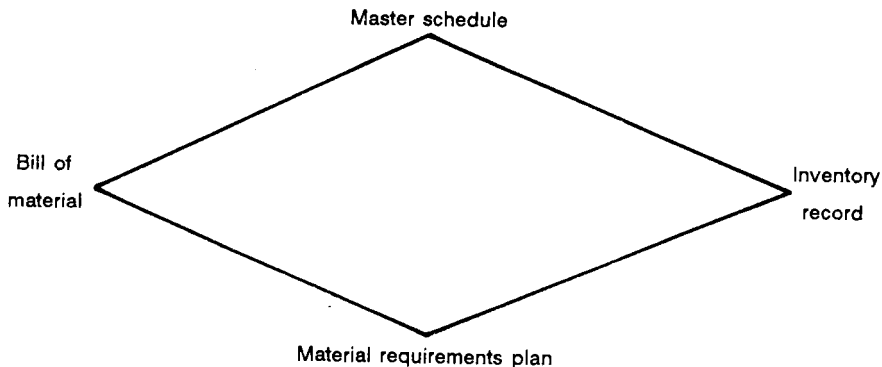 Master schedule
Bill of
material
Inventory
record
Material requirements plan